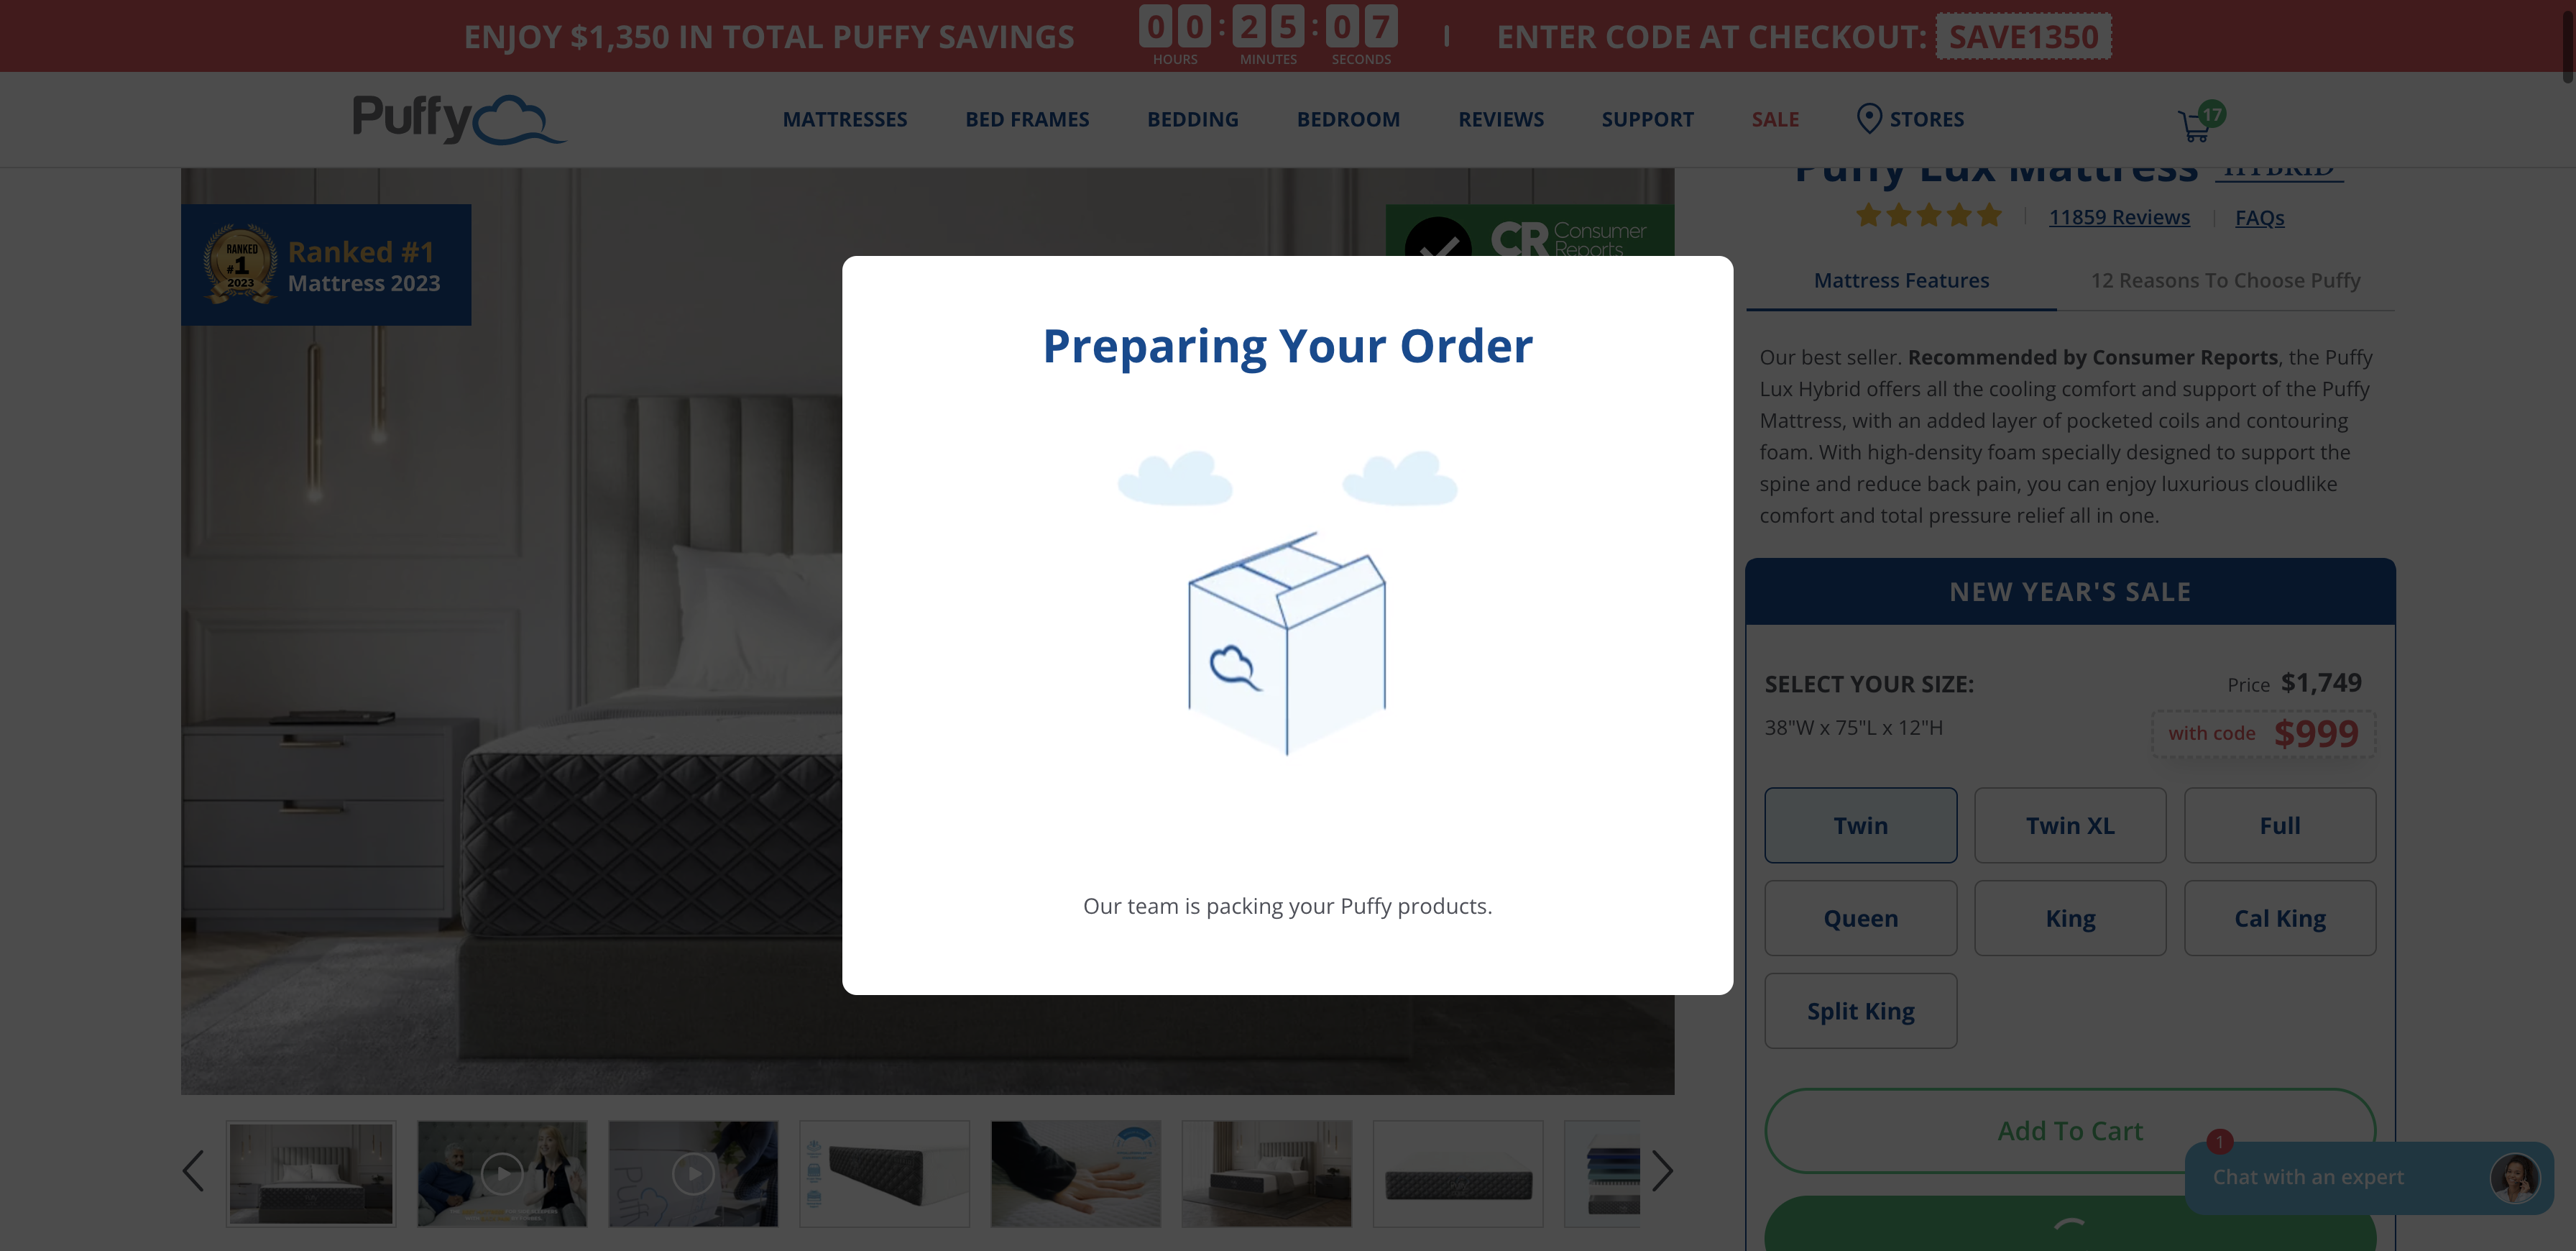 ENJOY $1,350 IN TOTAL PUFFY SAVINGS
00 : 25 : 07
HOURS MINUTES SECONDS
ENTER CODE AT CHECKOUT: SAVE1350
Puffy
MATTRESSES BED FRAMES BEDDING BEDROOM REVIEWS SUPPORT SALE STORES
17
Puffy Lux Mattress HYBRID
11859 Reviews | FAQs
RANKED
#1
2023
Ranked #1
Mattress 2023
CR Consumer
Reports
Mattress Features
12 Reasons To Choose Puffy
Our best seller. Recommended by Consumer Reports, the Puffy
Lux Hybrid offers all the cooling comfort and support of the Puffy
Mattress, with an added layer of pocketed coils and contouring
foam. With high-density foam specially designed to support the
spine and reduce back pain, you can enjoy luxurious cloudlike
comfort and total pressure relief all in one.
Preparing Your Order
Our team is packing your Puffy products.
NEW YEAR'S SALE
SELECT YOUR SIZE:
Price $1,749
38"W x 75"L x 12"H
with code $999
Twin
Twin XL
Full
Queen
King
Cal King
Split King
Add To Cart
1
Chat with an expert